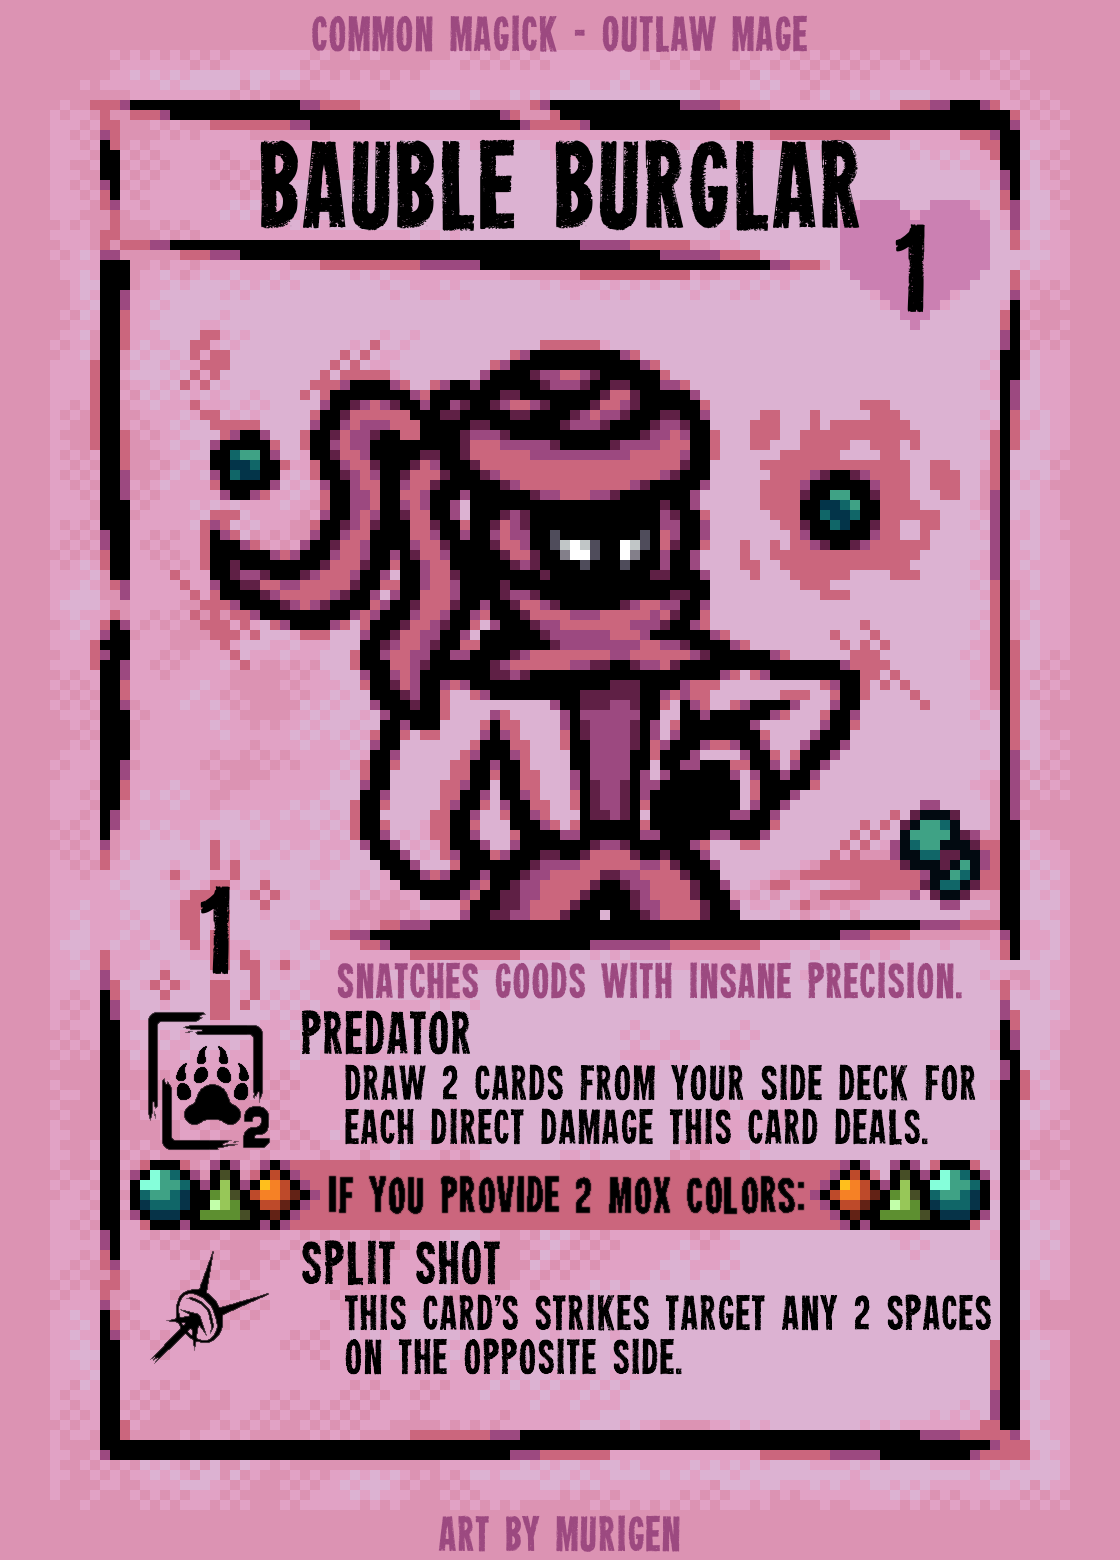 COMMON MAGICK - OUTLAW MAGE
BAUBLE BURGLAR
1
1
SNATCHES GOODS WITH INSANE PRECISION.
PREDATOR
DRAW 2 CARDS FROM YOUR SIDE DECK FOR
EACH DIRECT DAMAGE THIS CARD DEALS.
2
IF YOU PROVIDE 2 MOX COLORS:
SPLIT SHOT
THIS CARD'S STRIKES TARGET ANY 2 SPACES
ON THE OPPOSITE SIDE.
ART BY MURIGEN